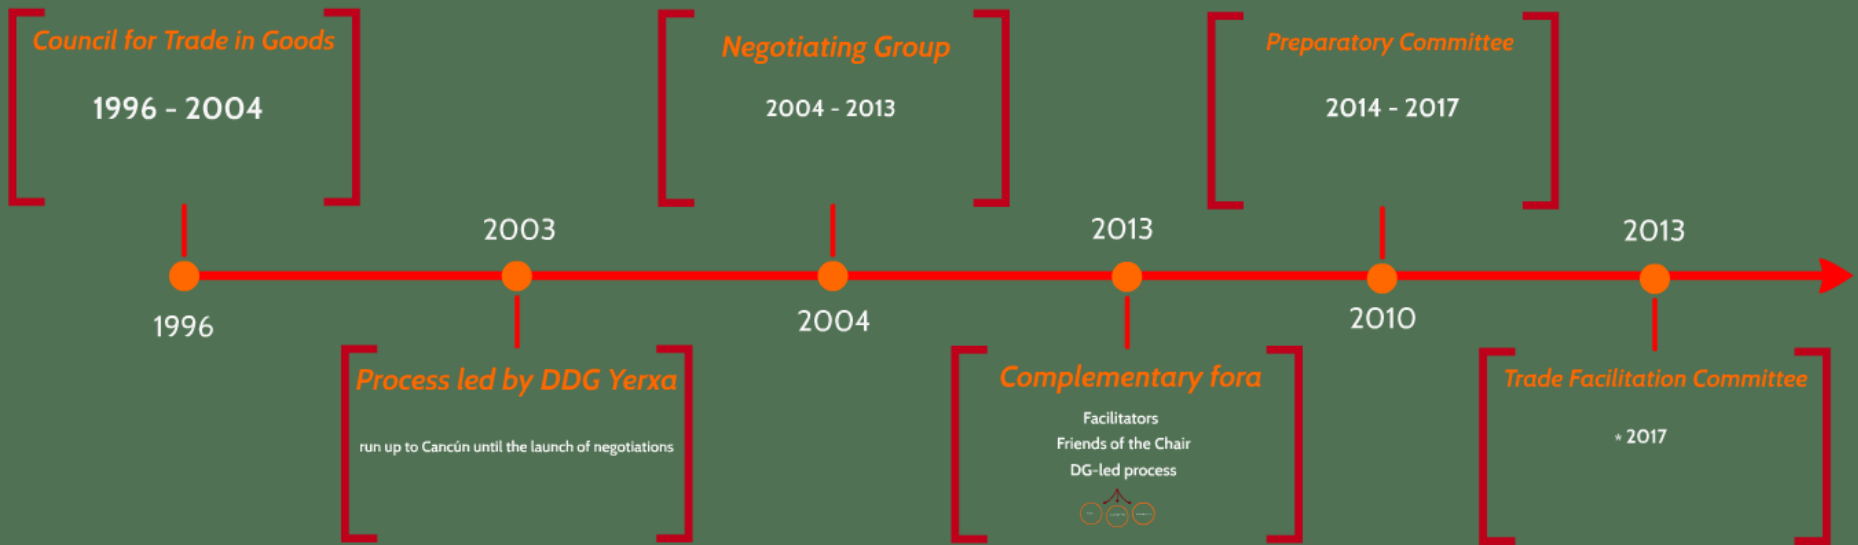 Council for Trade in Goods
1996 - 2004
1996
2003
Process led by DDG Yerxa
run up to Cancún until the launch of negotiations
Negotiating Group
2004 - 2013
2004
2013
Complementary fora
Facilitators
Friends of the Chair
DG-led process
Preparatory Committee
2014 - 2017
2010
2013
Trade Facilitation Committee
* 2017